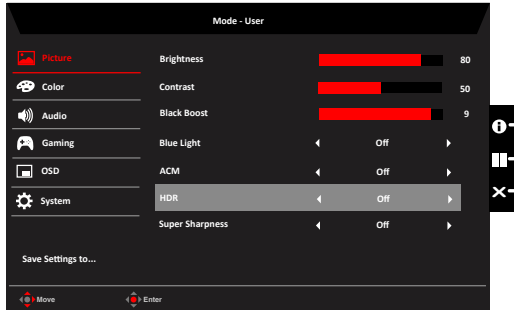 Mode - User
Picture
Color
Audio
Gaming
OSD
System
Save Settings to...
Brightness 80
Contrast 50
Black Boost 9
Blue Light Off
ACM Off
HDR Off
Super Sharpness Off
Move Enter